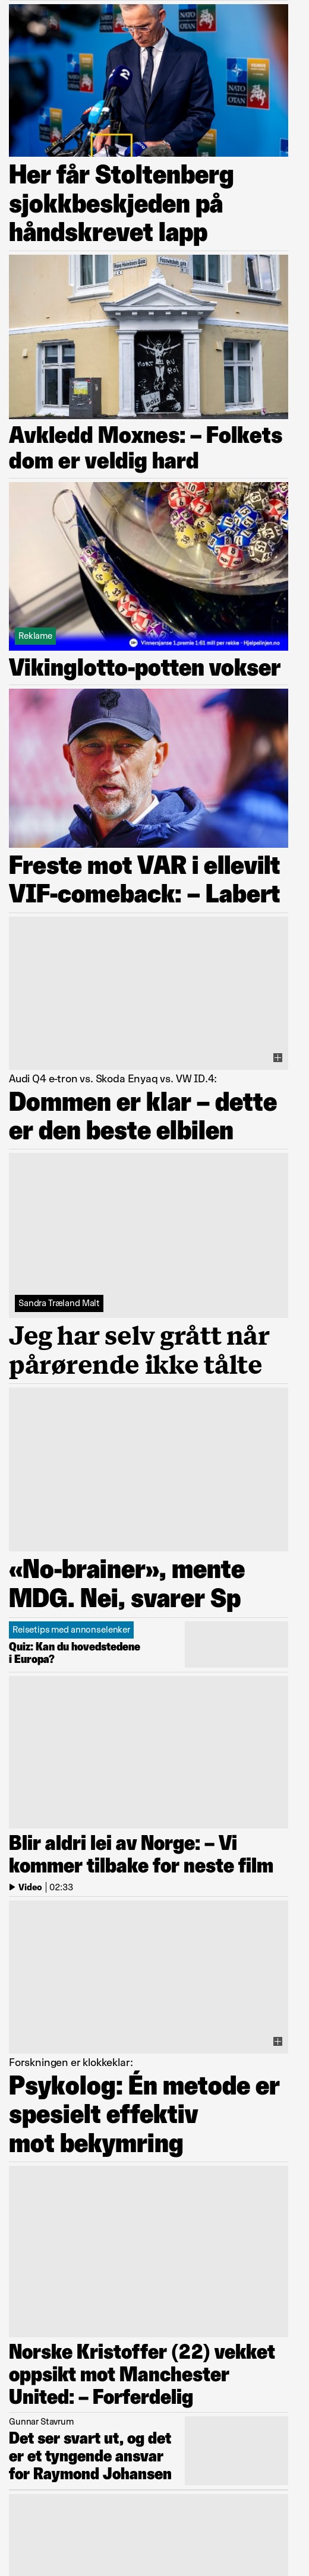 NATO
OTAN
NATO
OTAN
NATO
OTAN
Her får Stoltenberg
sjokkbeskjeden på
håndskrevet lapp
Avkledd Moxnes: – Folkets
dom er veldig hard
Reklame
Vinnersjanse 1.premie 1:61 mill per rekke · Hjelpelinjen.no
Vikinglotto-potten vokser
Freste mot VAR i ellevilt
VIF-comeback: – Labert
Audi Q4 e-tron vs. Skoda Enyaq vs. VW ID.4:
Dommen er klar – dette
er den beste elbilen
Sandra Træland Malt
Jeg har selv grått når
pårørende ikke tålte
«No-brainer», mente
MDG. Nei, svarer Sp
Reisetips med annonselenker
Quiz: Kan du hovedstedene
i Europa?
Blir aldri lei av Norge: – Vi
kommer tilbake for neste film
Video | 02:33
Forskningen er klokkeklar:
Psykolog: Én metode er
spesielt effektiv
mot bekymring
Norske Kristoffer (22) vekket
oppsikt mot Manchester
United: – Forferdelig
Gunnar Stavrum
Det ser svart ut, og det
er et tyngende ansvar
for Raymond Johansen